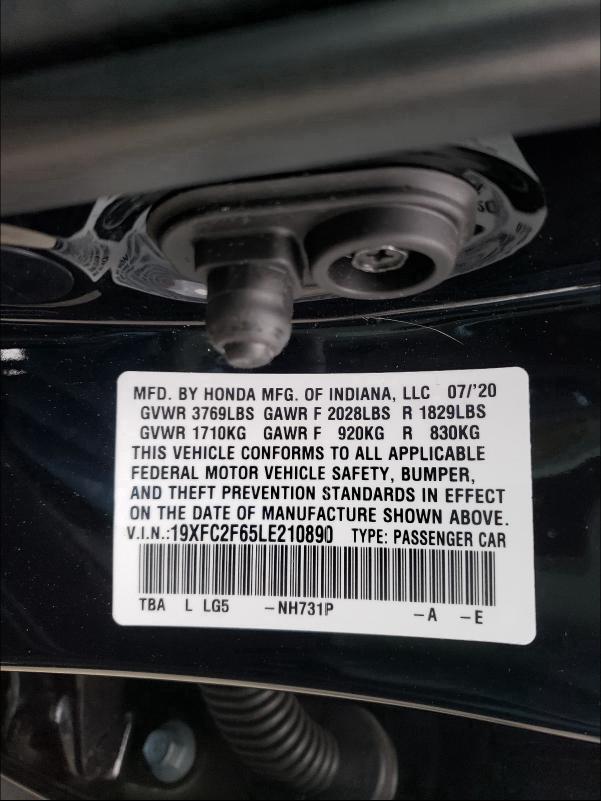 MFD. BY HONDA MFG. OF INDIANA, LLC 07/'20
GVWR 3769LBS GAWR F 2028LBS R 1829LBS
GVWR 1710KG GAWR F 920KG R 830KG
THIS VEHICLE CONFORMS TO ALL APPLICABLE
FEDERAL MOTOR VEHICLE SAFETY, BUMPER,
AND THEFT PREVENTION STANDARDS IN EFFECT
ON THE DATE OF MANUFACTURE SHOWN ABOVE.
V.I.N.:19XFC2F65LE210890 TYPE: PASSENGER CAR
TBA L LG5 -NH731P -A -E